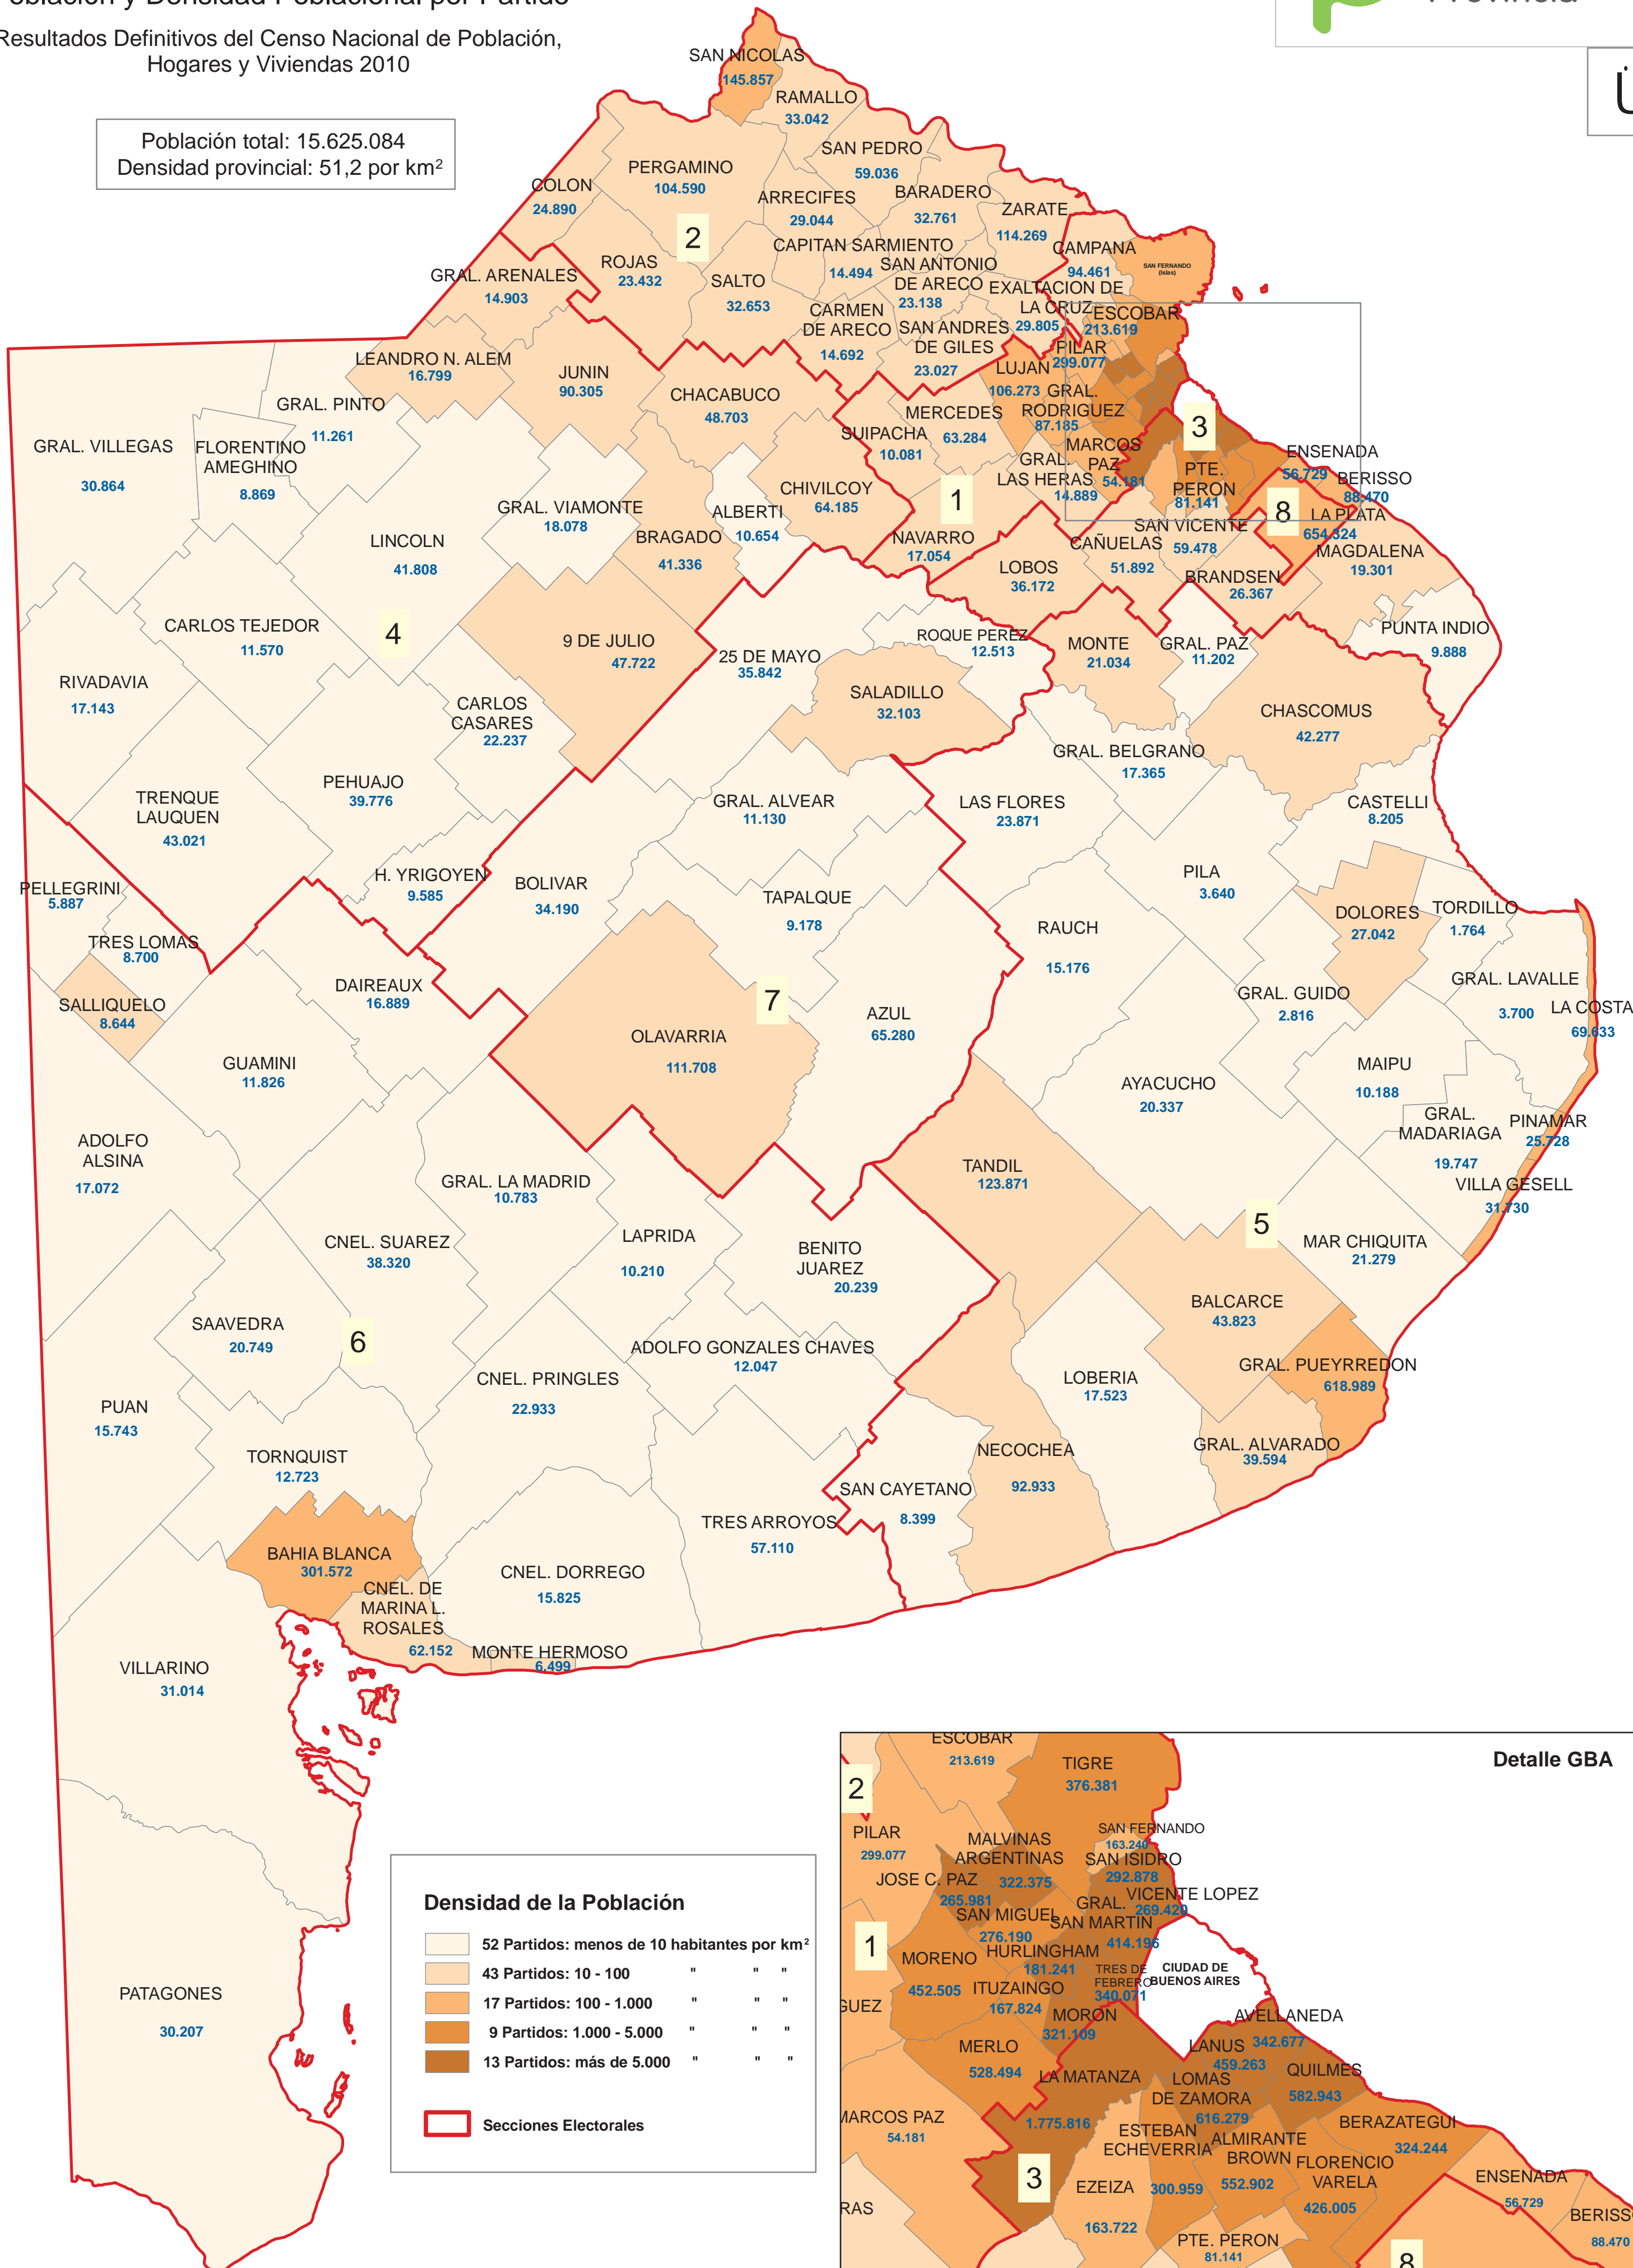 Población y Densidad Poblacional por Partido
Resultados Definitivos del Censo Nacional de Población,
Hogares y Viviendas 2010
Provincia
Población total: 15.625.084
Densidad provincial: 51,2 por km²
SAN NICOLAS
145.857
RAMALLO
33.042
SAN PEDRO
59.036
PERGAMINO
104.590
COLON
24.890
ARRECIFES
29.044
BARADERO
32.761
ZARATE
114.269
2
CAPITAN SARMIENTO
14.494
CAMPANA
94.461
SAN FERNANDO
(Islas)
ROJAS
23.432
SALTO
32.653
SAN ANTONIO
DE ARECO
23.138
EXALTACION DE
LA CRUZ
29.805
ESCOBAR
213.619
GRAL. ARENALES
14.903
CARMEN
DE ARECO
14.692
SAN ANDRES
DE GILES
23.027
PILAR
299.077
LEANDRO N. ALEM
16.799
JUNIN
90.305
CHACABUCO
48.703
LUJAN
106.273
GRAL.
RODRIGUEZ
87.185
MERCEDES
63.284
SUIPACHA
10.081
GRAL. PINTO
11.261
GRAL. VILLEGAS
30.864
FLORENTINO
AMEGHINO
8.869
3
MARCOS
PAZ
54.181
GRAL.
LAS HERAS
14.889
PTE.
PERON
81.141
ENSENADA
56.729
BERISSO
88.470
CHIVILCOY
64.185
1
8
LA PLATA
654.324
GRAL. VIAMONTE
18.078
ALBERTI
10.654
BRAGADO
41.336
NAVARRO
17.054
SAN VICENTE
59.478
CAÑUELAS
51.892
LINCOLN
41.808
LOBOS
36.172
MAGDALENA
19.301
BRANDSEN
26.367
CARLOS TEJEDOR
11.570
4
9 DE JULIO
47.722
25 DE MAYO
35.842
ROQUE PEREZ
12.513
MONTE
21.034
GRAL. PAZ
11.202
PUNTA INDIO
9.888
RIVADAVIA
17.143
CARLOS
CASARES
22.237
SALADILLO
32.103
CHASCOMUS
42.277
GRAL. BELGRANO
17.365
TRENQUE
LAUQUEN
43.021
PEHUAJO
39.776
GRAL. ALVEAR
11.130
LAS FLORES
23.871
CASTELLI
8.205
PELLEGRINI
5.887
H. YRIGOYEN
9.585
BOLIVAR
34.190
TAPALQUE
9.178
PILA
3.640
RAUCH
15.176
DOLORES
27.042
TORDILLO
1.764
TRES LOMAS
8.700
SALLIQUELO
8.644
DAIREAUX
16.889
7
AZUL
65.280
GRAL. GUIDO
2.816
GRAL. LAVALLE
3.700
LA COSTA
69.633
OLAVARRIA
111.708
GUAMINI
11.826
AYACUCHO
20.337
MAIPU
10.188
ADOLFO
ALSINA
17.072
GRAL.
MADARIAGA
19.747
PINAMAR
25.728
GRAL. LA MADRID
10.783
TANDIL
123.871
VILLA GESELL
31.730
CNEL. SUAREZ
38.320
LAPRIDA
10.210
BENITO
JUAREZ
20.239
5
MAR CHIQUITA
21.279
SAAVEDRA
20.749
6
BALCARCE
43.823
ADOLFO GONZALES CHAVES
12.047
GRAL. PUEYRREDON
618.989
CNEL. PRINGLES
22.933
LOBERIA
17.523
PUAN
15.743
TORNQUIST
12.723
NECOCHEA
92.933
GRAL. ALVARADO
39.594
SAN CAYETANO
8.399
TRES ARROYOS
57.110
BAHIA BLANCA
301.572
CNEL. DE
MARINA L.
ROSALES
62.152
CNEL. DORREGO
15.825
MONTE HERMOSO
6.499
VILLARINO
31.014
PATAGONES
30.207
Densidad de la Población
52 Partidos: menos de 10 habitantes por km²
43 Partidos: 10 - 100 " " "
17 Partidos: 100 - 1.000 " " "
9 Partidos: 1.000 - 5.000 " " "
13 Partidos: más de 5.000 " " "
Secciones Electorales
Detalle GBA
ESCOBAR
213.619
TIGRE
376.381
2
PILAR
299.077
SAN FERNANDO
163.240
MALVINAS
ARGENTINAS
322.375
SAN ISIDRO
292.878
JOSE C. PAZ
265.981
VICENTE LOPEZ
269.420
SAN MIGUEL
276.190
GRAL.
SAN MARTIN
414.196
1
MORENO
452.505
HURLINGHAM
181.241
TRES DE
FEBRERO
340.071
CIUDAD DE
BUENOS AIRES
ITUZAINGO
167.824
GUEZ
MORON
321.109
AVELLANEDA
342.677
MERLO
528.494
LANUS
459.263
QUILMES
582.943
LA MATANZA
1.775.816
LOMAS
DE ZAMORA
616.279
MARCOS PAZ
54.181
BERAZATEGUI
324.244
ESTEBAN
ECHEVERRIA
300.959
ALMIRANTE
BROWN
552.902
FLORENCIO
VARELA
426.005
3
EZEIZA
163.722
ENSENADA
56.729
RAS
BERISS
88.470
PTE. PERON
81.141
8